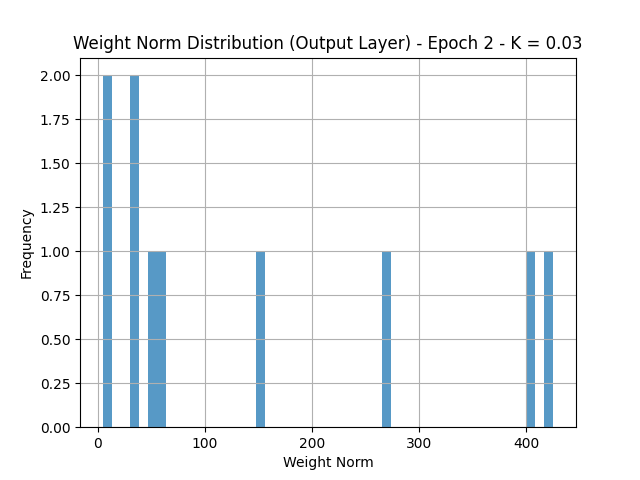 Weight Norm Distribution (Output Layer) - Epoch 2 - K = 0.03
2.00
1.75
1.50
1.25
1.00
0.75
0.50
0.25
0.00
Frequency
0 100 200 300 400
Weight Norm